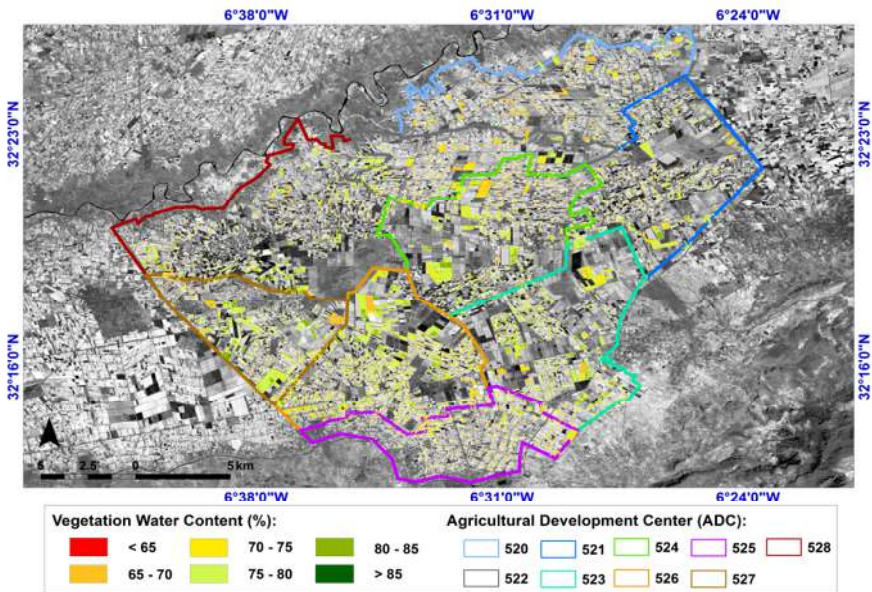 6°38'0"W 6°31'0"W 6°24'0"W
32°23'0"N 32°23'0"N
32°16'0"N 32°16'0"N
5 2.5 0 5 km
6°38'0"W 6°31'0"W 6°24'0"W
Vegetation Water Content (%): Agricultural Development Center (ADC):
< 65 70 - 75 80 - 85 520 521 524 525 528
65 - 70 75 - 80 > 85 522 523 526 527